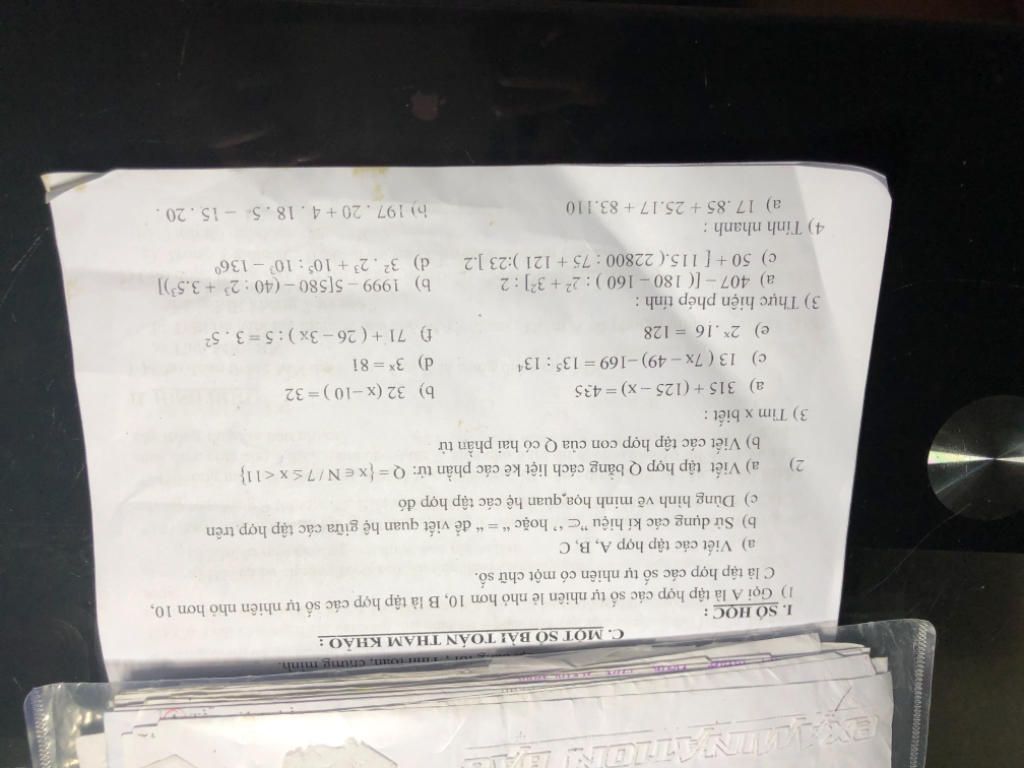 EXAMINATION BAG
Tính toán, chứng minh.
C. MỘT SỐ BÀI TOÁN THAM KHẢO :
I. SỐ HỌC :
1) Gọi A là tập hợp các số tự nhiên lẻ nhỏ hơn 10, B là tập hợp các số tự nhiên nhỏ hơn 10,
C là tập hợp các số tự nhiên có một chữ số.
a) Viết các tập hợp A, B, C
b) Sử dụng các kí hiệu "⊂ '' hoặc " = " để viết quan hệ giữa các tập hợp trên
c) Dùng hình vẽ minh họa quan hệ các tập hợp đó
2) a) Viết tập hợp Q bằng cách liệt kê các phần tử: Q = {x ∈ N / 7 ≤ x < 11}
b) Viết các tập hợp con của Q có hai phần tử
3) Tìm x biết :
a) 315 + (125 – x) = 435 b) 32 (x –10 ) = 32
c) 13 ( 7x – 49) –169 = 13⁵ : 13⁴ d) 3ˣ = 81
e) 2ˣ .16 = 128 f) 71 + ( 26 – 3x ) : 5 = 3 . 5²
3) Thực hiện phép tính :
a) 407 – [( 180 – 160 ) : 2² + 3²] : 2 b) 1999 – 5[580 – (40 : 2³ + 3.5³)]
c) 50 + [ 115.( 22800 : 75 + 121 ):23 ].2 d) 3² . 2³ + 10⁵ : 10³ – 136⁰
4) Tính nhanh :
a) 17 .85 + 25.17 + 83.110 b) 197 . 20 + 4 . 18 . 5 – 15 . 20 .